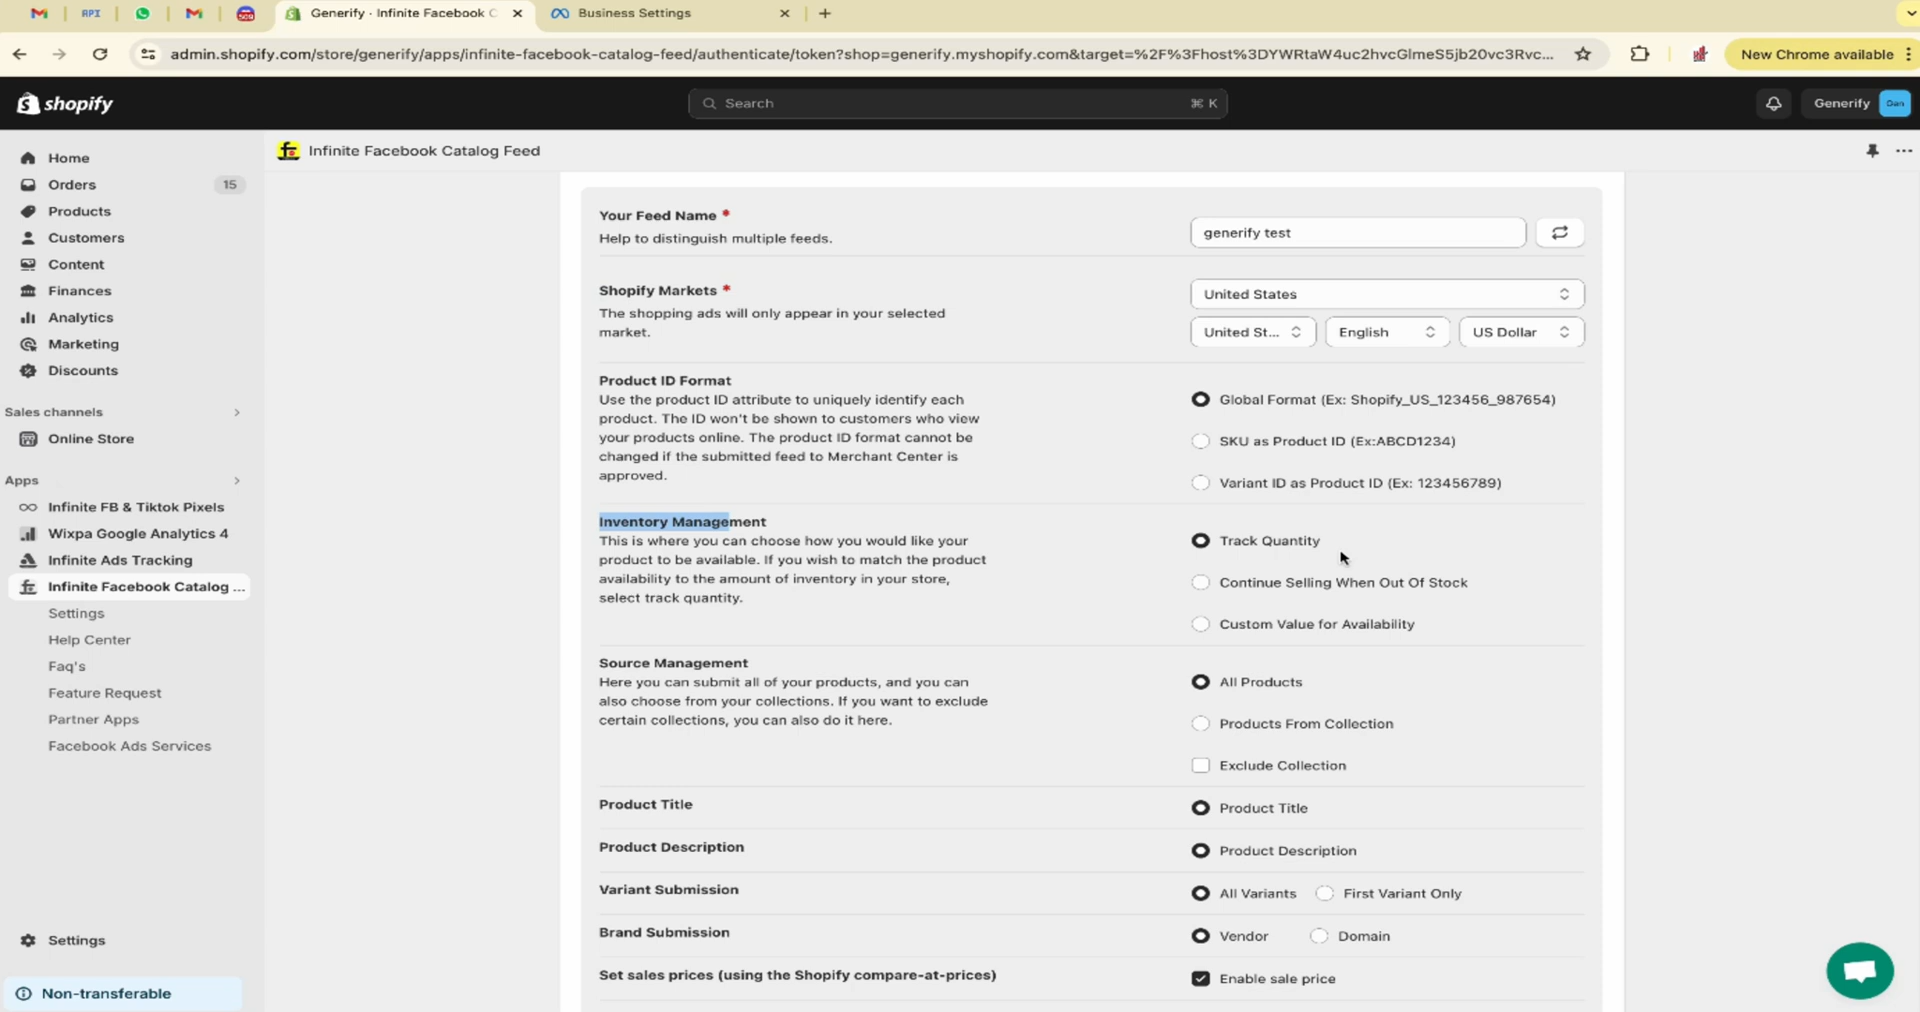 API
Generify · Infinite Facebook C
Business Settings
admin.shopify.com/store/generify/apps/infinite-facebook-catalog-feed/authenticate/token?shop=generify.myshopify.com&target=%2F%3Fhost%3DYWRtaW4uc2hvcGlmeS5jb20vc3Rvc...
New Chrome available
shopify
Search
⌘ K
Generify
Dan
Home
Orders
15
Products
Customers
Content
Finances
Analytics
Marketing
Discounts
Sales channels
Online Store
Apps
Infinite FB & Tiktok Pixels
Wixpa Google Analytics 4
Infinite Ads Tracking
Infinite Facebook Catalog ...
Settings
Help Center
Faq's
Feature Request
Partner Apps
Facebook Ads Services
Settings
Non-transferable
Infinite Facebook Catalog Feed
Your Feed Name *
Help to distinguish multiple feeds.
generify test
Shopify Markets *
The shopping ads will only appear in your selected
market.
United States
United St...
English
US Dollar
Product ID Format
Use the product ID attribute to uniquely identify each
product. The ID won't be shown to customers who view
your products online. The product ID format cannot be
changed if the submitted feed to Merchant Center is
approved.
Global Format (Ex: Shopify_US_123456_987654)
SKU as Product ID (Ex:ABCD1234)
Variant ID as Product ID (Ex: 123456789)
Inventory Management
This is where you can choose how you would like your
product to be available. If you wish to match the product
availability to the amount of inventory in your store,
select track quantity.
Track Quantity
Continue Selling When Out Of Stock
Custom Value for Availability
Source Management
Here you can submit all of your products, and you can
also choose from your collections. If you want to exclude
certain collections, you can also do it here.
All Products
Products From Collection
Exclude Collection
Product Title
Product Title
Product Description
Product Description
Variant Submission
All Variants
First Variant Only
Brand Submission
Vendor
Domain
Set sales prices (using the Shopify compare-at-prices)
Enable sale price